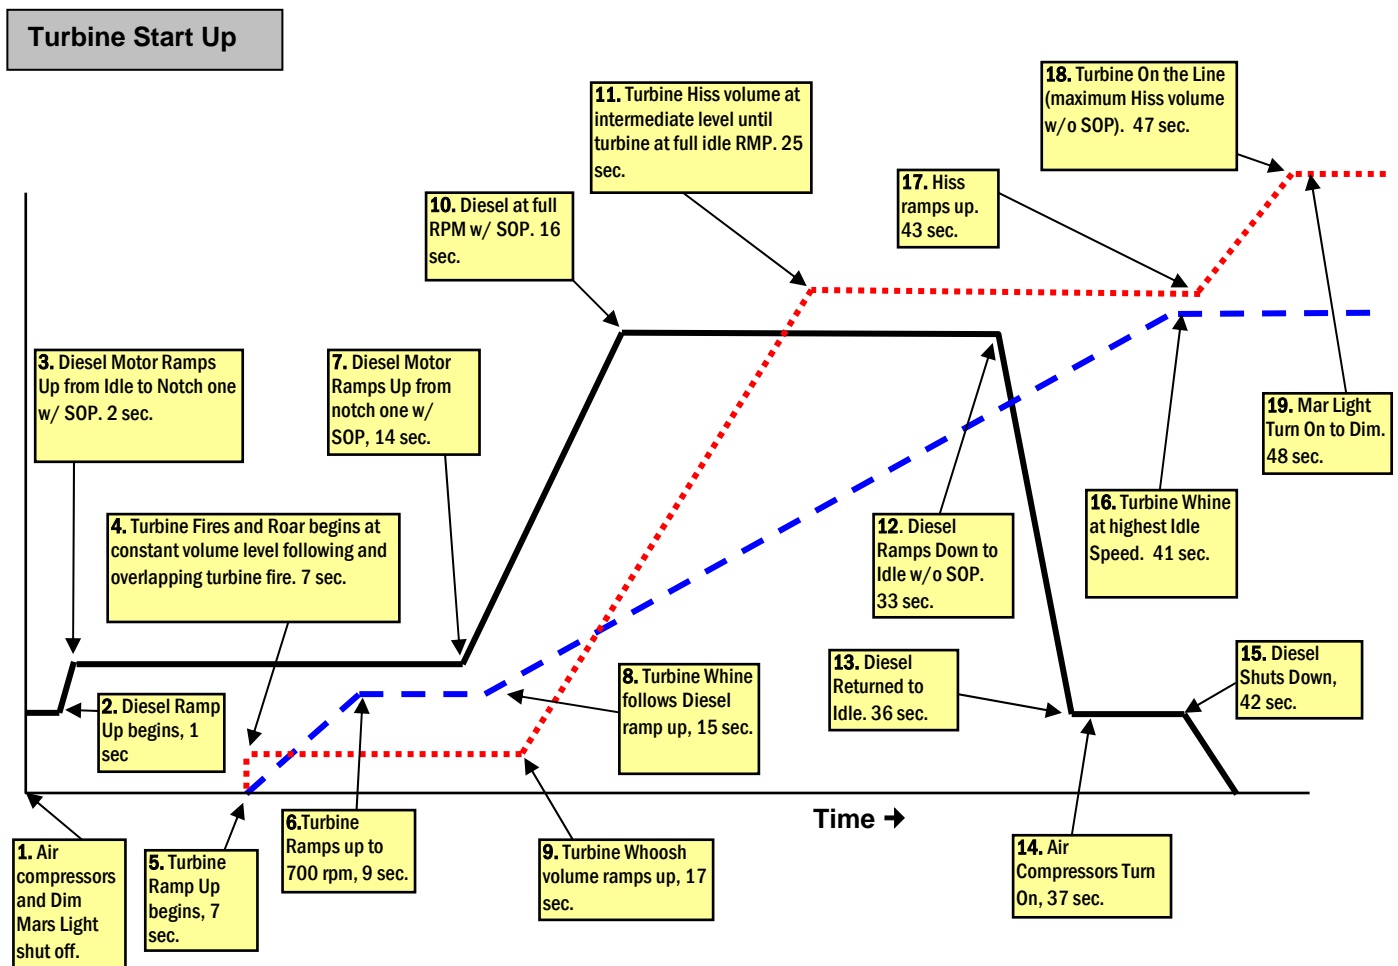 Turbine Start Up
18. Turbine On the Line
(maximum Hiss volume
w/o SOP).  47 sec.
11. Turbine Hiss volume at
intermediate level until
turbine at full idle RMP. 25
sec.
17. Hiss
ramps up.
43 sec.
10. Diesel at full
RPM w/ SOP. 16
sec.
3. Diesel Motor Ramps
Up from Idle to Notch one
w/ SOP. 2 sec.
7. Diesel Motor
Ramps Up from
notch one w/
SOP, 14 sec.
19. Mar Light
Turn On to Dim.
48 sec.
16. Turbine Whine
at highest Idle
Speed.  41 sec.
4. Turbine Fires and Roar begins at
constant volume level following and
overlapping turbine fire. 7 sec.
12. Diesel
Ramps Down to
Idle w/o SOP.
33 sec.
2. Diesel Ramp
Up begins, 1
sec
8. Turbine Whine
follows Diesel
ramp up, 15 sec.
13. Diesel
Returned to
Idle. 36 sec.
15. Diesel
Shuts Down,
42 sec.
Time →
1. Air
compressors
and Dim
Mars Light
shut off.
5. Turbine
Ramp Up
begins, 7
sec.
6.Turbine
Ramps up to
700 rpm, 9 sec.
9. Turbine Whoosh
volume ramps up, 17
sec.
14. Air
Compressors Turn
On, 37 sec.